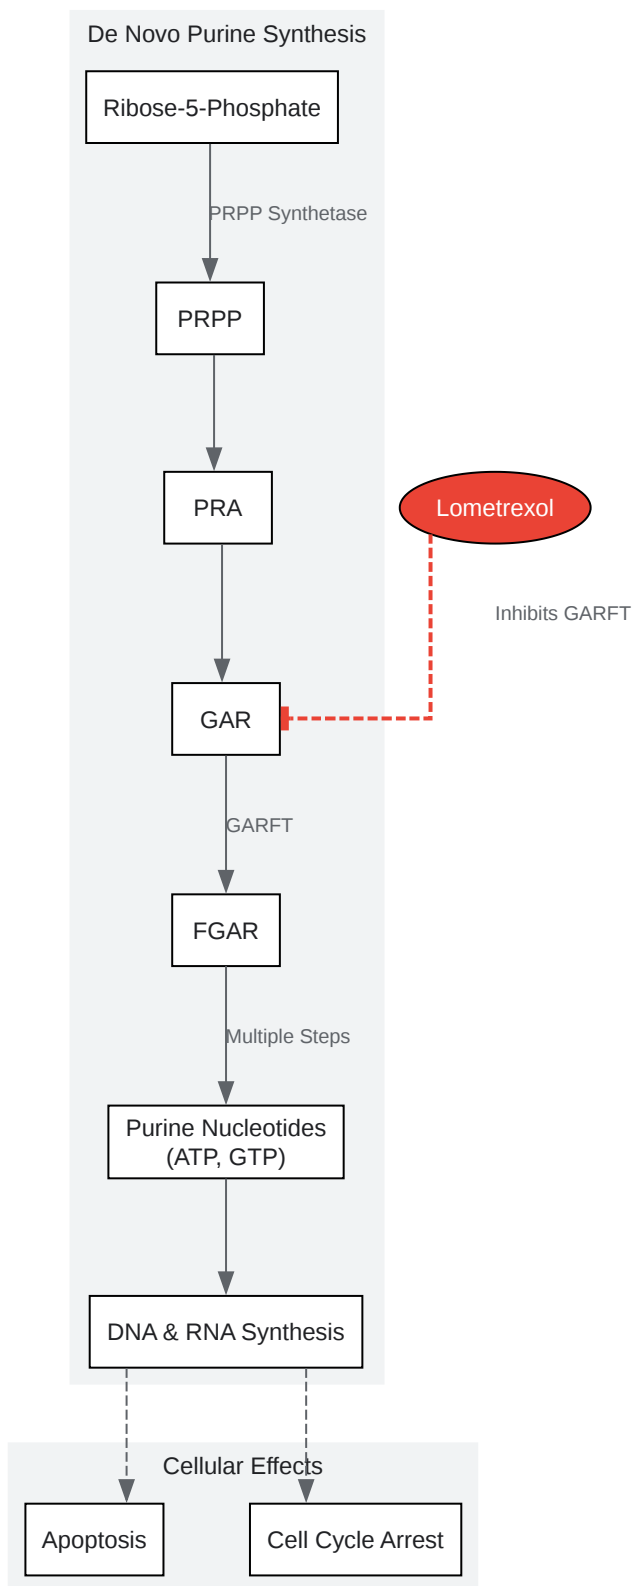 De Novo Purine Synthesis
Ribose-5-Phosphate
PRPP Synthetase
PRPP
PRA
Lometrexol
Inhibits GARFT
GAR
GARFT
FGAR
Multiple Steps
Purine Nucleotides
(ATP, GTP)
DNA & RNA Synthesis
Cellular Effects
Apoptosis
Cell Cycle Arrest